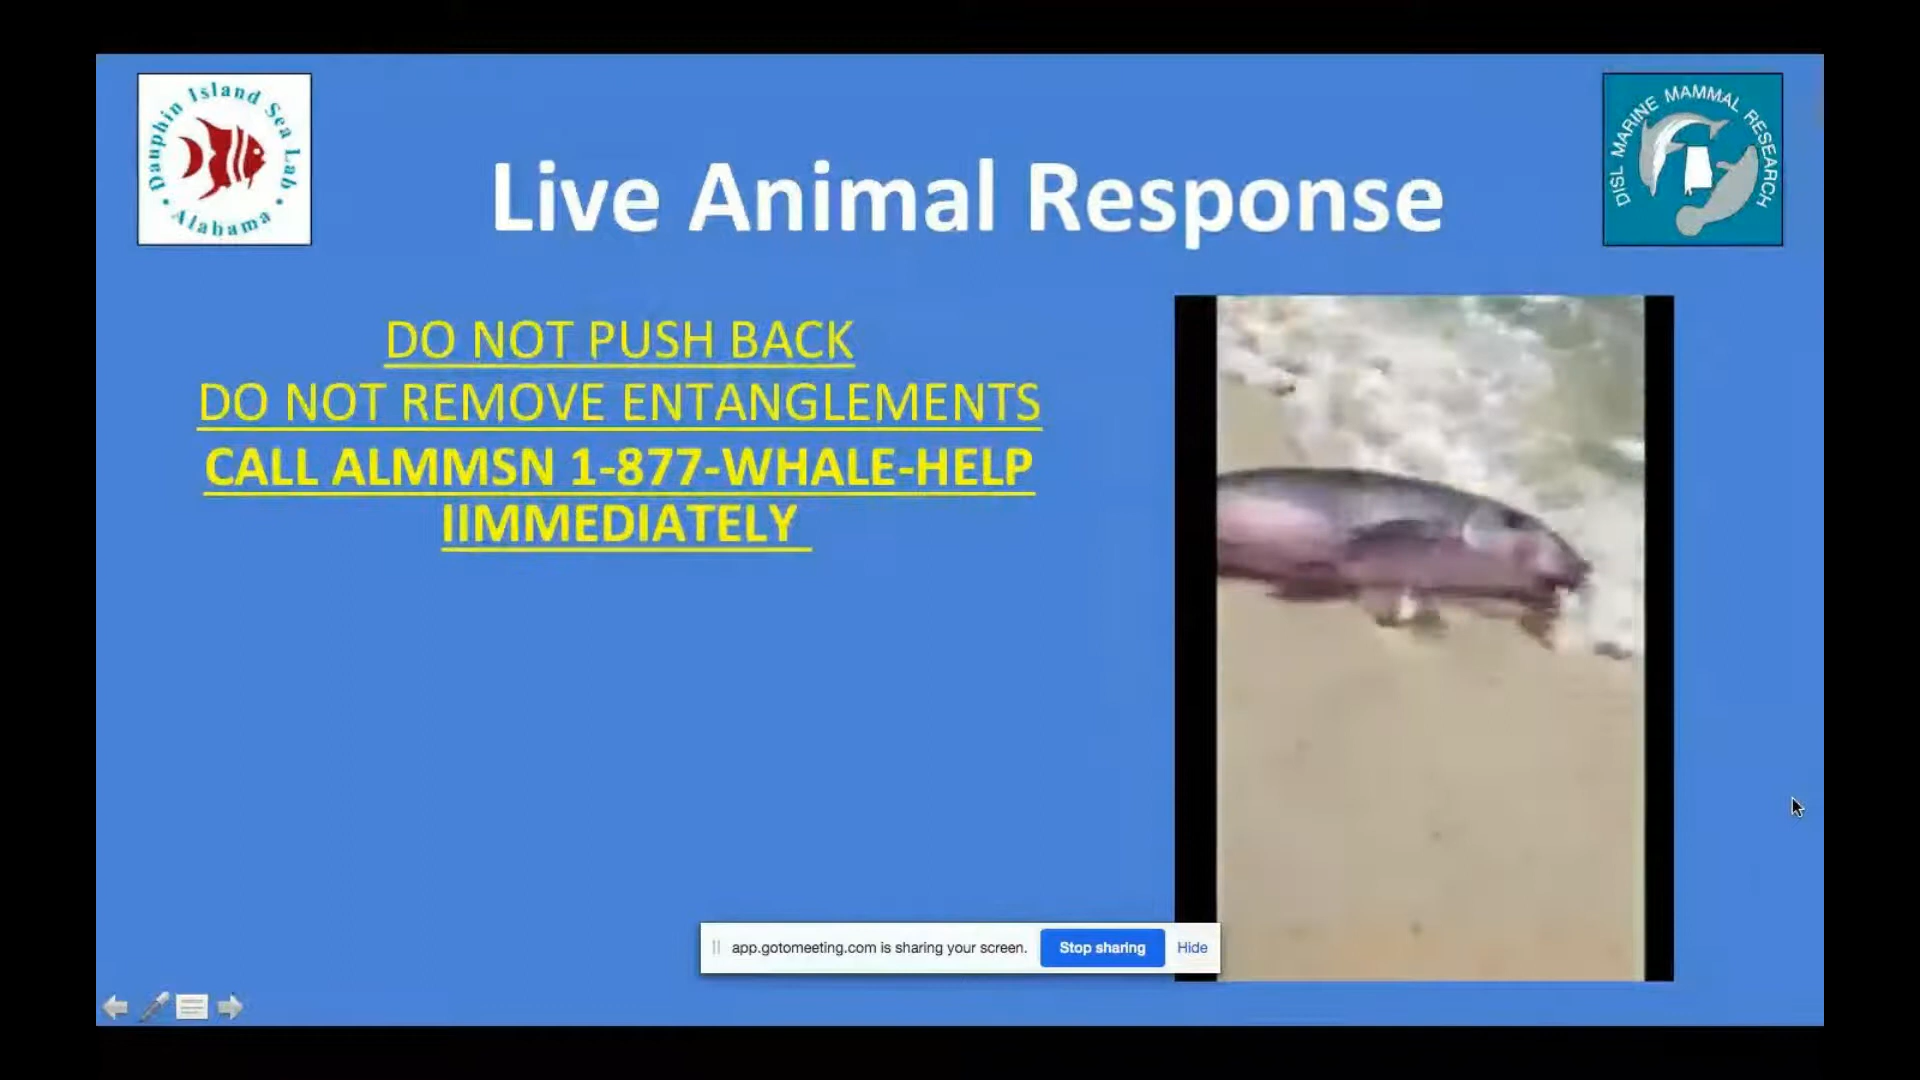 Dauphin Island Sea Lab
Alabama
DISL MARINE MAMMAL RESEARCH
Live Animal Response
DO NOT PUSH BACK
DO NOT REMOVE ENTANGLEMENTS
CALL ALMMSN 1-877-WHALE-HELP
IIMMEDIATELY
app.gotomeeting.com is sharing your screen. Stop sharing Hide